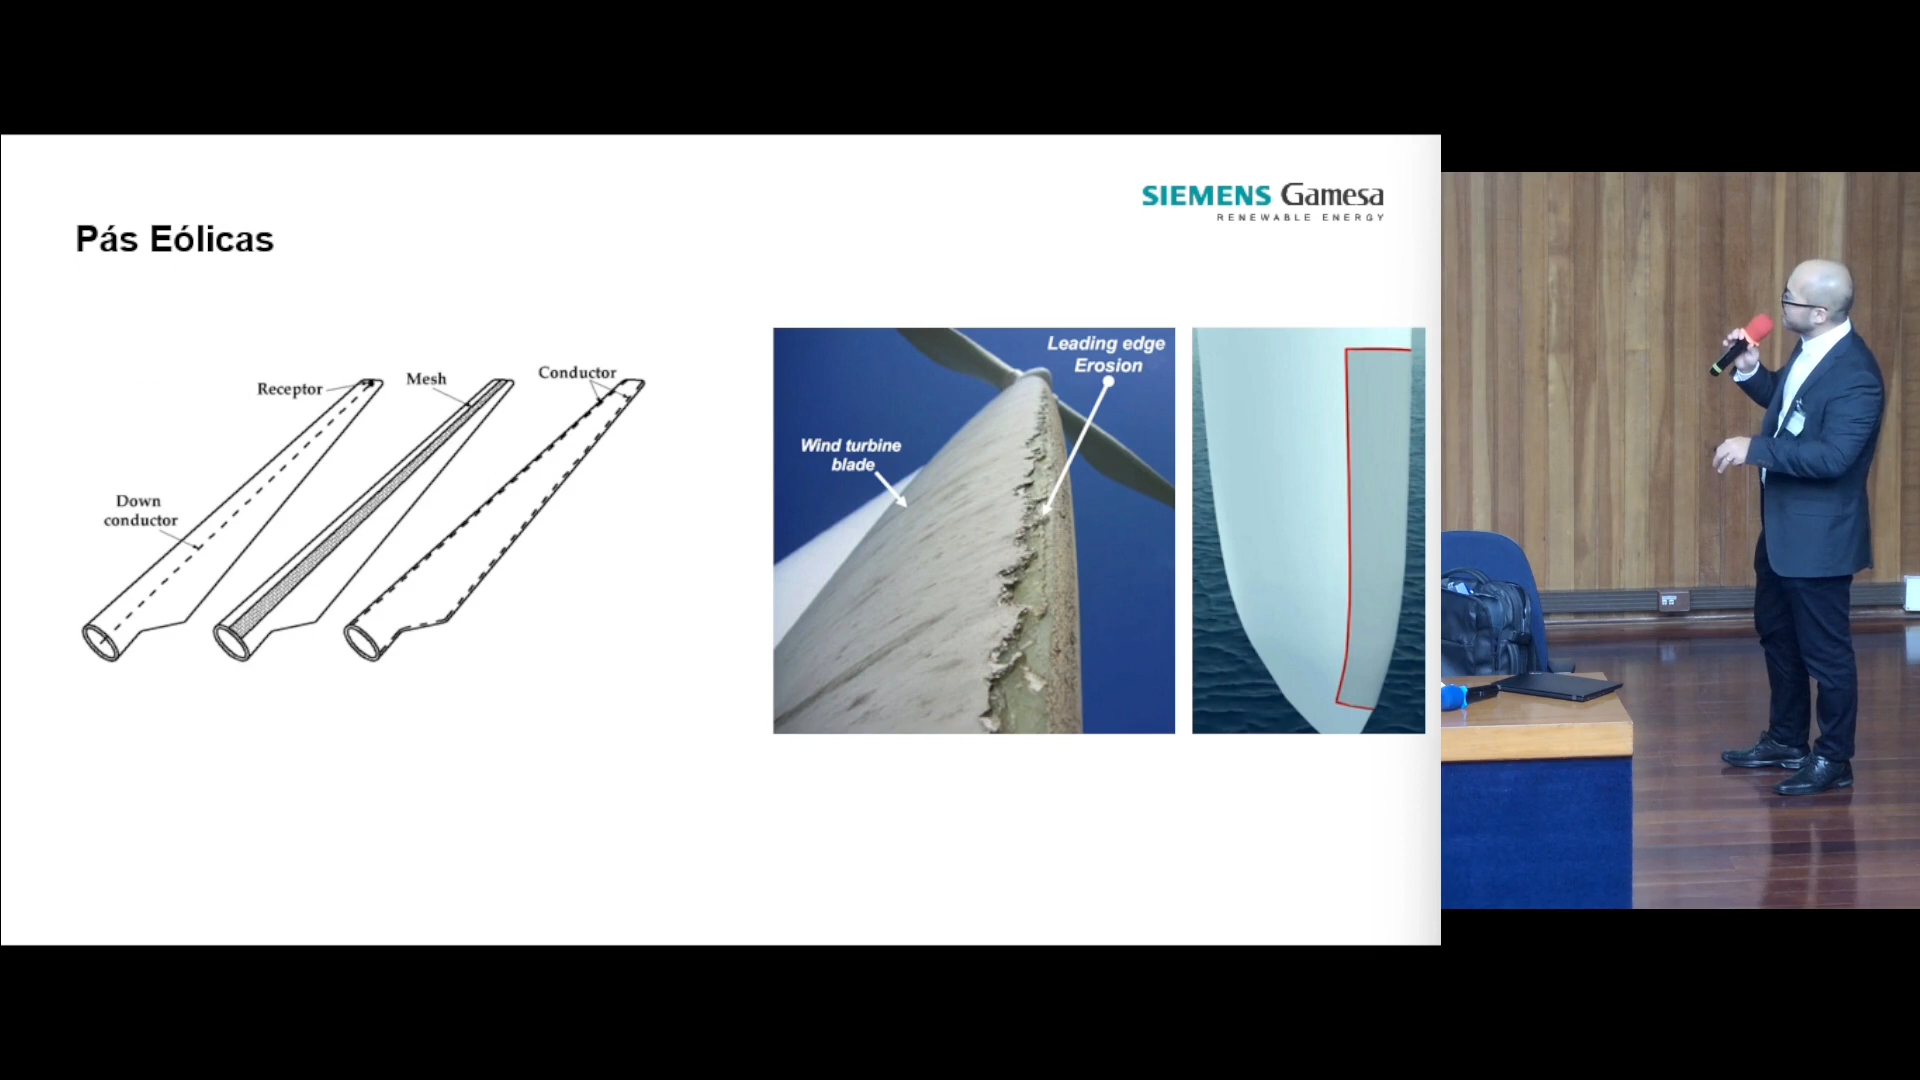 SIEMENS Gamesa
RENEWABLE ENERGY
Pás Eólicas
Receptor
Mesh
Conductor
Down
conductor
Leading edge
Erosion
Wind turbine
blade